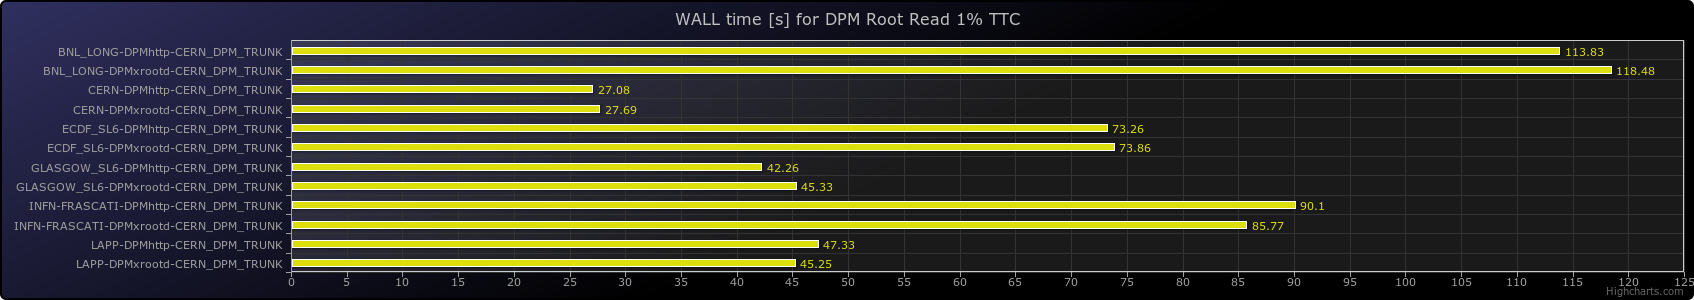 WALL time [s] for DPM Root Read 1% TTC
BNL_LONG-DPMhttp-CERN_DPM_TRUNK 113.83
BNL_LONG-DPMxrootd-CERN_DPM_TRUNK 118.48
CERN-DPMhttp-CERN_DPM_TRUNK 27.08
CERN-DPMxrootd-CERN_DPM_TRUNK 27.69
ECDF_SL6-DPMhttp-CERN_DPM_TRUNK 73.26
ECDF_SL6-DPMxrootd-CERN_DPM_TRUNK 73.86
GLASGOW_SL6-DPMhttp-CERN_DPM_TRUNK 42.26
GLASGOW_SL6-DPMxrootd-CERN_DPM_TRUNK 45.33
INFN-FRASCATI-DPMhttp-CERN_DPM_TRUNK 90.1
INFN-FRASCATI-DPMxrootd-CERN_DPM_TRUNK 85.77
LAPP-DPMhttp-CERN_DPM_TRUNK 47.33
LAPP-DPMxrootd-CERN_DPM_TRUNK 45.25
0 5 10 15 20 25 30 35 40 45 50 55 60 65 70 75 80 85 90 95 100 105 110 115 120 125
Highcharts.com